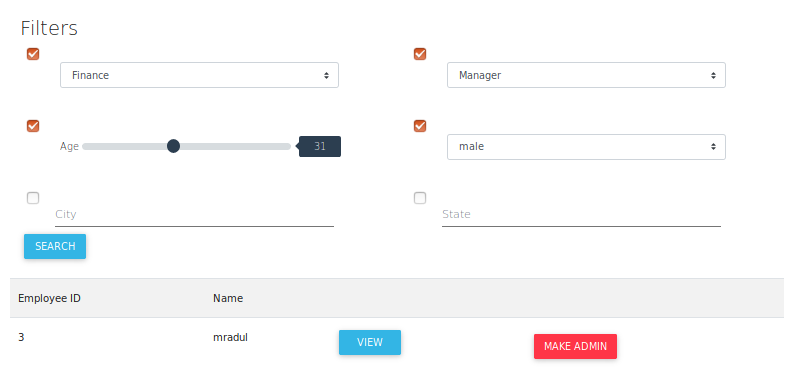 Filters
Finance
Manager
Age
31
male
City
State
SEARCH
Employee ID Name
3 mradul VIEW MAKE ADMIN